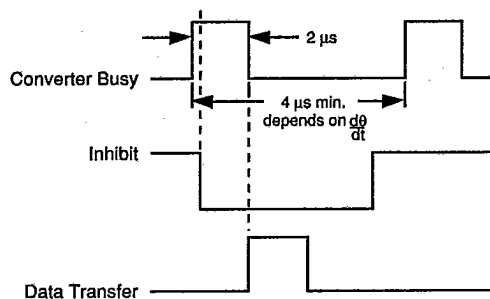 2 µs
Converter Busy
4 µs min.
depends on dθ/dt
Inhibit
Data Transfer